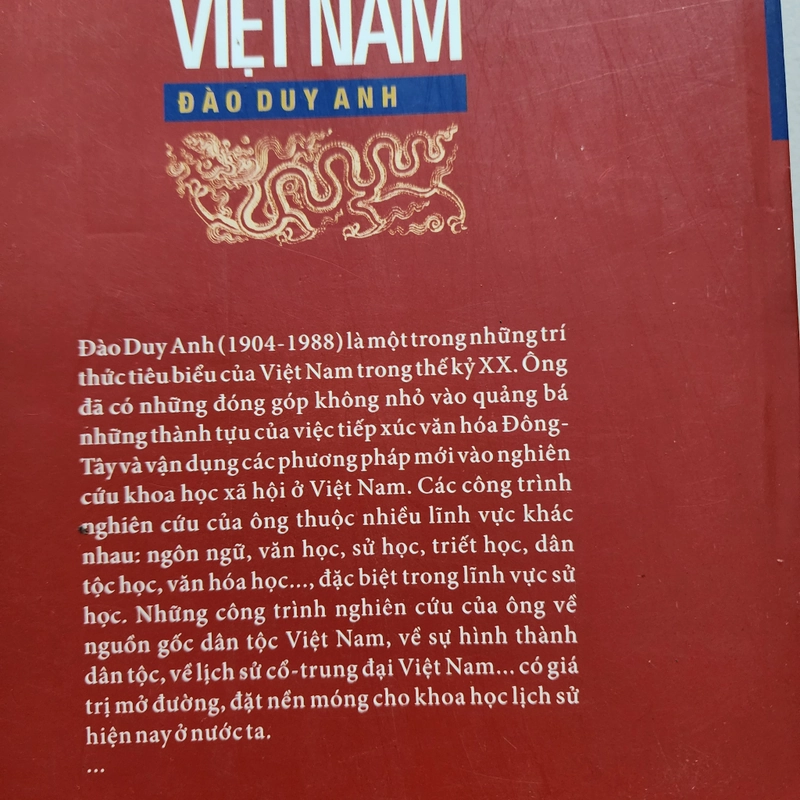 VIỆT NAM
ĐÀO DUY ANH
Đào Duy Anh (1904-1988) là một trong những trí
thức tiêu biểu của Việt Nam trong thế kỷ XX. Ông
đã có những đóng góp không nhỏ vào quảng bá
những thành tựu của việc tiếp xúc văn hóa Đông-
Tây và vận dụng các phương pháp mới vào nghiên
cứu khoa học xã hội ở Việt Nam. Các công trình
nghiên cứu của ông thuộc nhiều lĩnh vực khác
nhau: ngôn ngữ, văn học, sử học, triết học, dân
tộc học, văn hóa học..., đặc biệt trong lĩnh vực sử
học. Những công trình nghiên cứu của ông về
nguồn gốc dân tộc Việt Nam, về sự hình thành
dân tộc, về lịch sử cổ-trung đại Việt Nam... có giá
trị mở đường, đặt nền móng cho khoa học lịch sử
hiện nay ở nước ta.
...